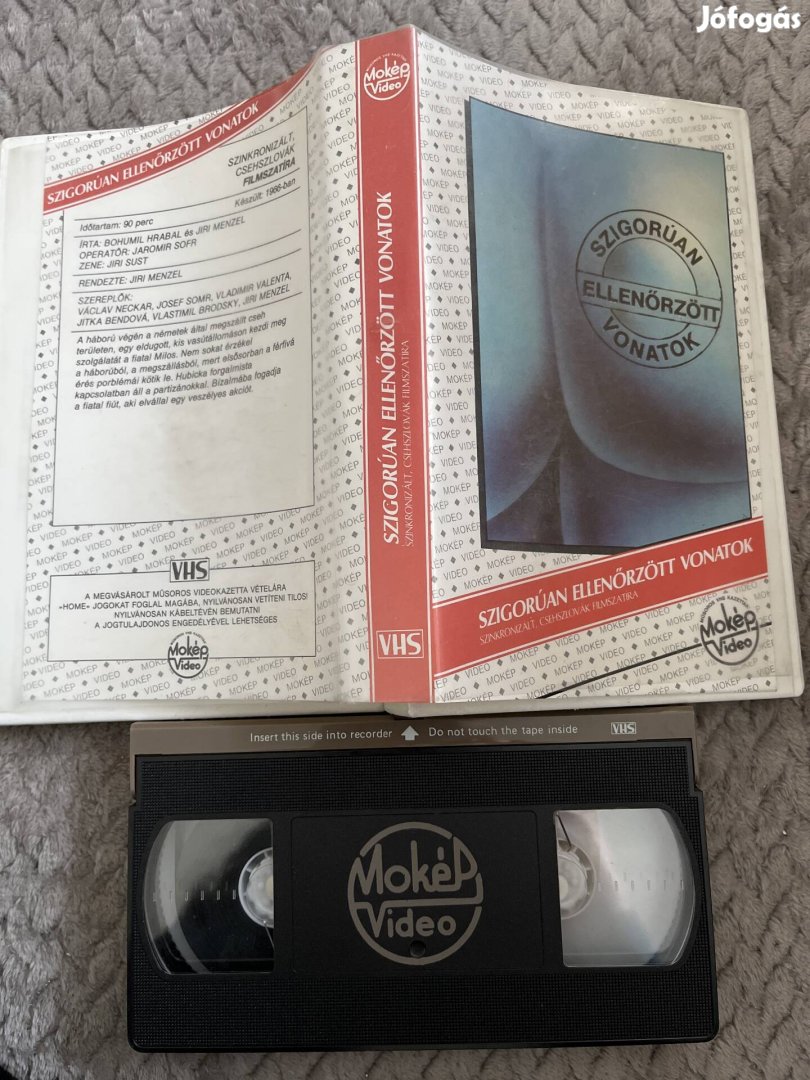 Jófogás
SZIGORÚAN ELLENŐRZÖTT VONATOK
SZINKRONIZÁLT,
CSEHSZLOVÁK
FILMSZATÍRA
Készült: 1986-ban
Időtartam: 90 perc
ÍRTA: BOHUMIL HRABAL és JIRI MENZEL
OPERATŐR: JAROMIR SOFR
ZENE: JIRI SUST
RENDEZTE: JIRI MENZEL
SZEREPLŐK:
VÁCLAV NECKAR, JOSEF SOMR, VLADIMIR VALENTA,
JITKA BENDOVÁ, VLASTIMIL BRODSKY, JIRI MENZEL
A háború végén a németek által megszállt cseh
területen, egy eldugott, kis vasútállomáson kezdi meg
szolgálatát a fiatal Milos. Nem sokat érzékel
a háborúból, a megszállásból, mert elsősorban a férfivá
érés porblémái kötik le. Hubicka forgalmista
kapcsolatban áll a partizánokkal. Bizalmába fogadja
a fiatal fiút, aki elvállal egy veszélyes akciót.
VHS
A MEGVÁSÁROLT MŰSOROS VIDEOKAZETTA VÉTELÁRA
«HOME» JOGOKAT FOGLAL MAGÁBA, NYILVÁNOSAN VETÍTENI TILOS!
NYILVÁNOSAN KÁBELTÉVÉN BEMUTATNI
A JOGTULAJDONOS ENGEDÉLYÉVEL LEHETSÉGES
Mokép
Video
Mokép
Video
SZIGORÚAN ELLENŐRZÖTT VONATOK
SZINKRONIZÁLT, CSEHSZLOVÁK FILMSZATIRA
VHS
SZIGORÚAN
ELLENŐRZÖTT
VONATOK
SZIGORÚAN ELLENŐRZÖTT VONATOK
SZINKRONIZÁLT, CSEHSZLOVÁK FILMSZATIRA
Mokép
Video
MOKÉP VIDEO
Insert this side into recorder Do not touch the tape inside VHS
Mokép
Video